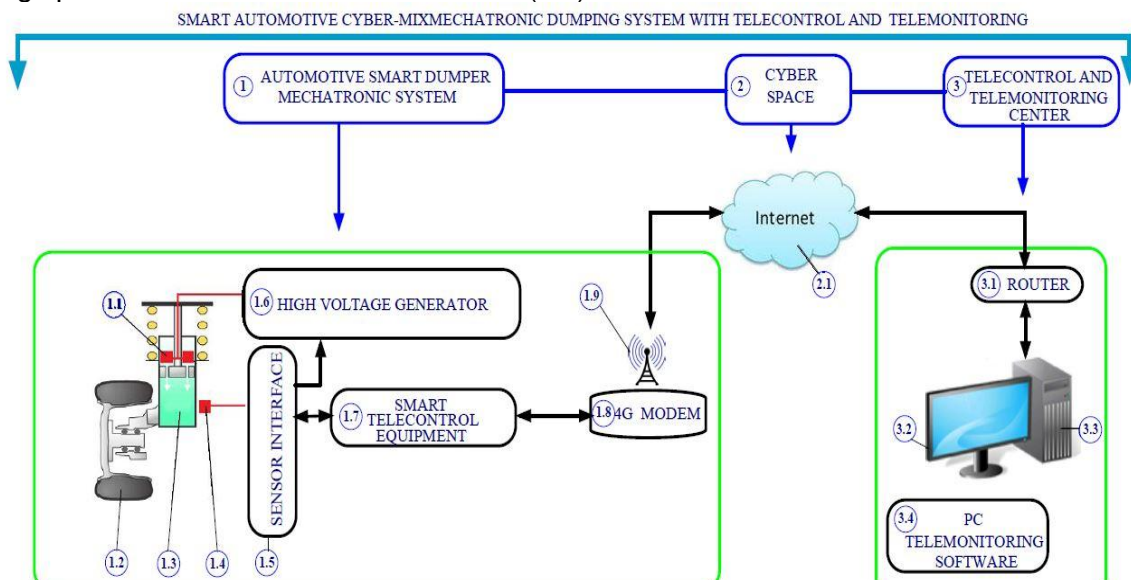 SMART AUTOMOTIVE CYBER-MIXMECHATRONIC DUMPING SYSTEM WITH TELECONTROL AND TELEMONITORING
1 AUTOMOTIVE SMART DUMPER
MECHATRONIC SYSTEM
2 CYBER
SPACE
3 TELECONTROL AND
TELEMONITORING
CENTER
Internet
2.1
1.1
1.6 HIGH VOLTAGE GENERATOR
1.9
3.1 ROUTER
SENSOR INTERFACE
1.7 SMART
TELECONTROL
EQUIPMENT
1.8 4G MODEM
3.2
3.3
1.2
1.3
1.4
1.5
3.4 PC
TELEMONITORING
SOFTWARE